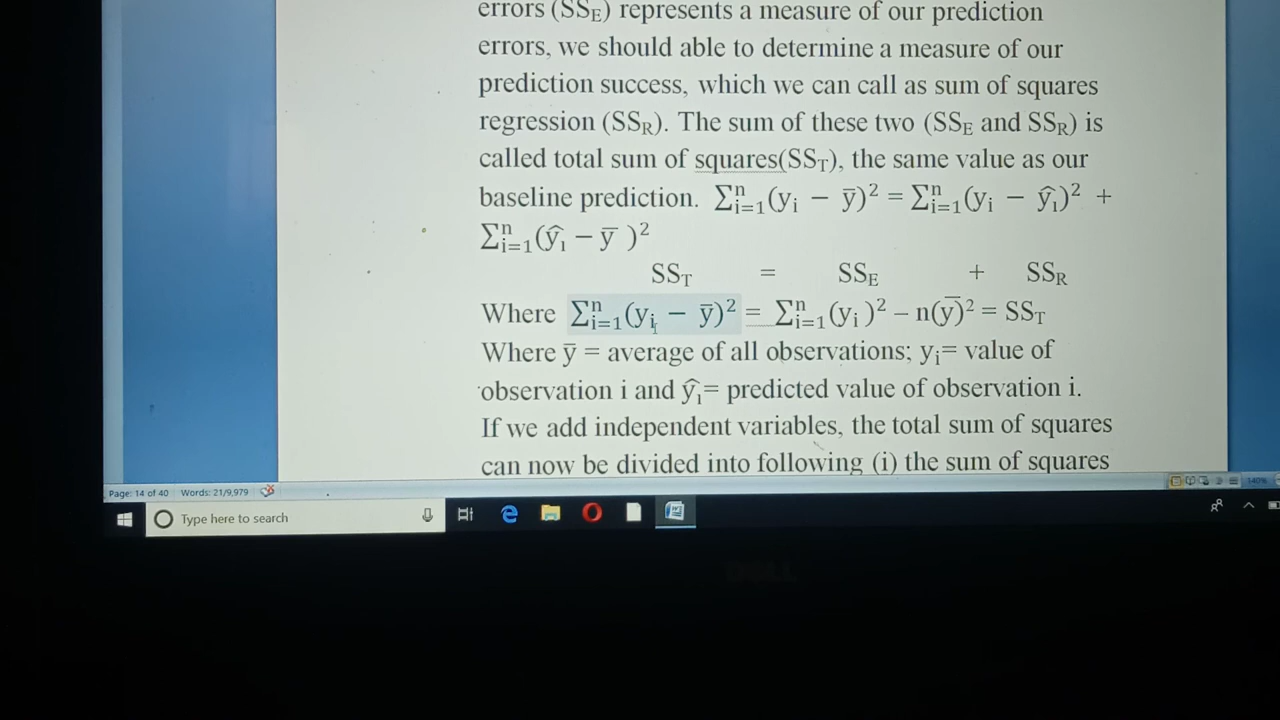 errors (SSE) represents a measure of our prediction
errors, we should able to determine a measure of our
prediction success, which we can call as sum of squares
regression (SSR). The sum of these two (SSE and SSR) is
called total sum of squares(SST), the same value as our
baseline prediction. ∑ⁿᵢ₌₁(yᵢ − ȳ)² = ∑ⁿᵢ₌₁(yᵢ − ŷᵢ)² +
∑ⁿᵢ₌₁(ŷᵢ − ȳ )²
SST = SSE + SSR
Where ∑ⁿᵢ₌₁(yᵢ − ȳ)² = ∑ⁿᵢ₌₁(yᵢ )² – n(ȳ)² = SST
Where ȳ = average of all observations; yᵢ= value of
observation i and ŷᵢ= predicted value of observation i.
If we add independent variables, the total sum of squares
can now be divided into following (i) the sum of squares
Page: 14 of 40 Words: 21/9,979 140%
Type here to search
DELL